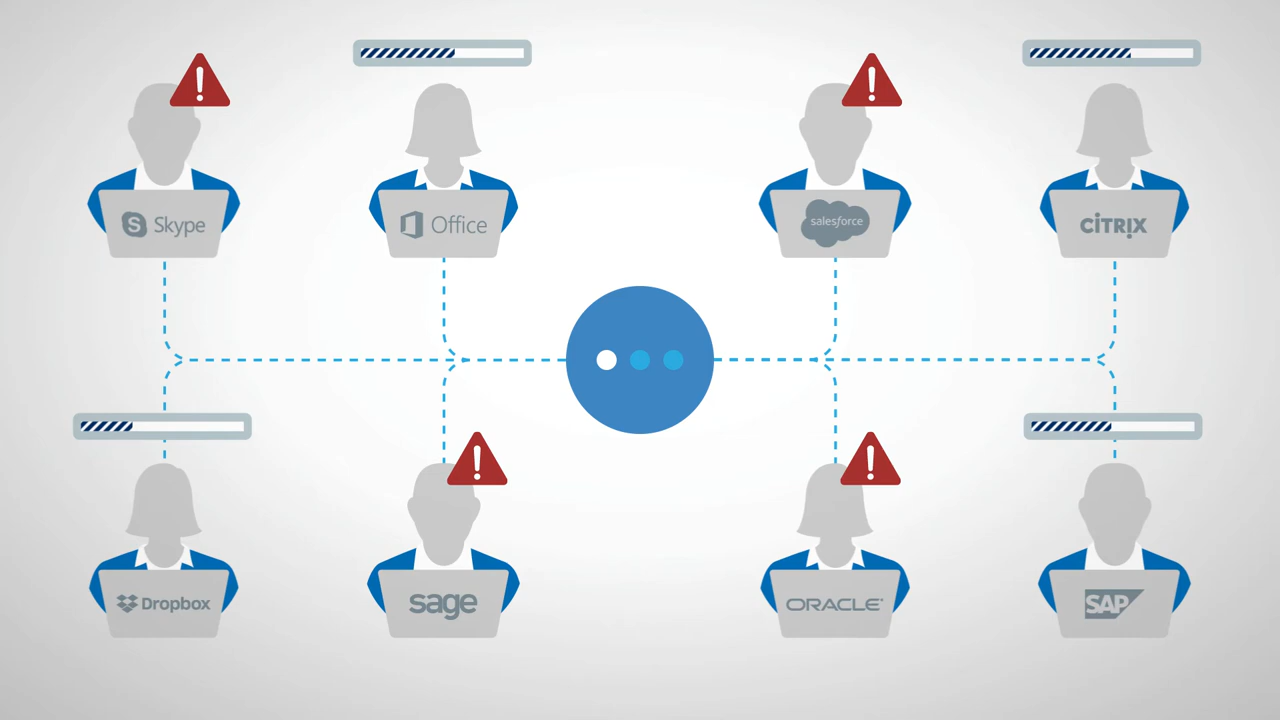 Skype
Office
salesforce
CiTRIX
Dropbox
sage
ORACLE
SAP